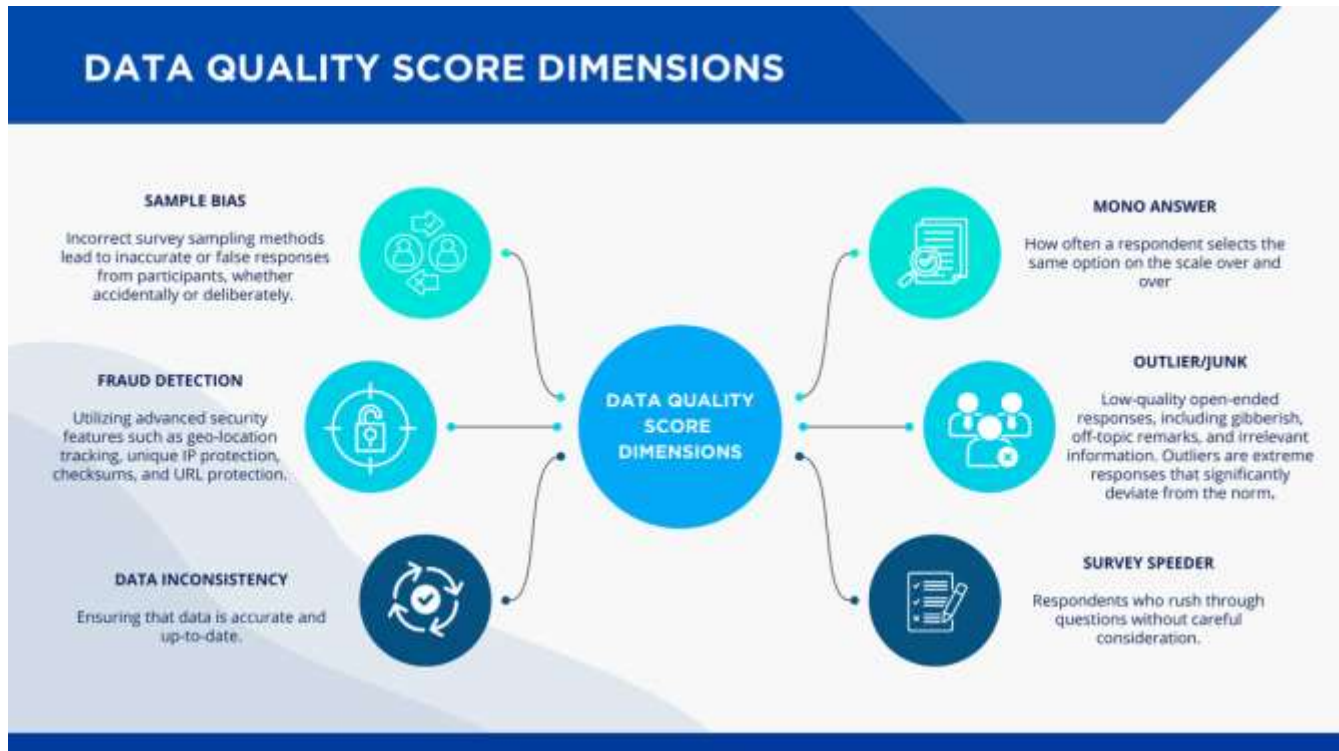 DATA QUALITY SCORE DIMENSIONS
SAMPLE BIAS
Incorrect survey sampling methods
lead to inaccurate or false responses
from participants, whether
accidentally or deliberately.
FRAUD DETECTION
Utilizing advanced security
features such as geo-location
tracking, unique IP protection,
checksums, and URL protection.
DATA INCONSISTENCY
Ensuring that data is accurate and
up-to-date.
DATA QUALITY
SCORE
DIMENSIONS
MONO ANSWER
How often a respondent selects the
same option on the scale over and
over
OUTLIER/JUNK
Low-quality open-ended
responses, including gibberish,
off-topic remarks, and irrelevant
information. Outliers are extreme
responses that significantly
deviate from the norm.
SURVEY SPEEDER
Respondents who rush through
questions without careful
consideration.